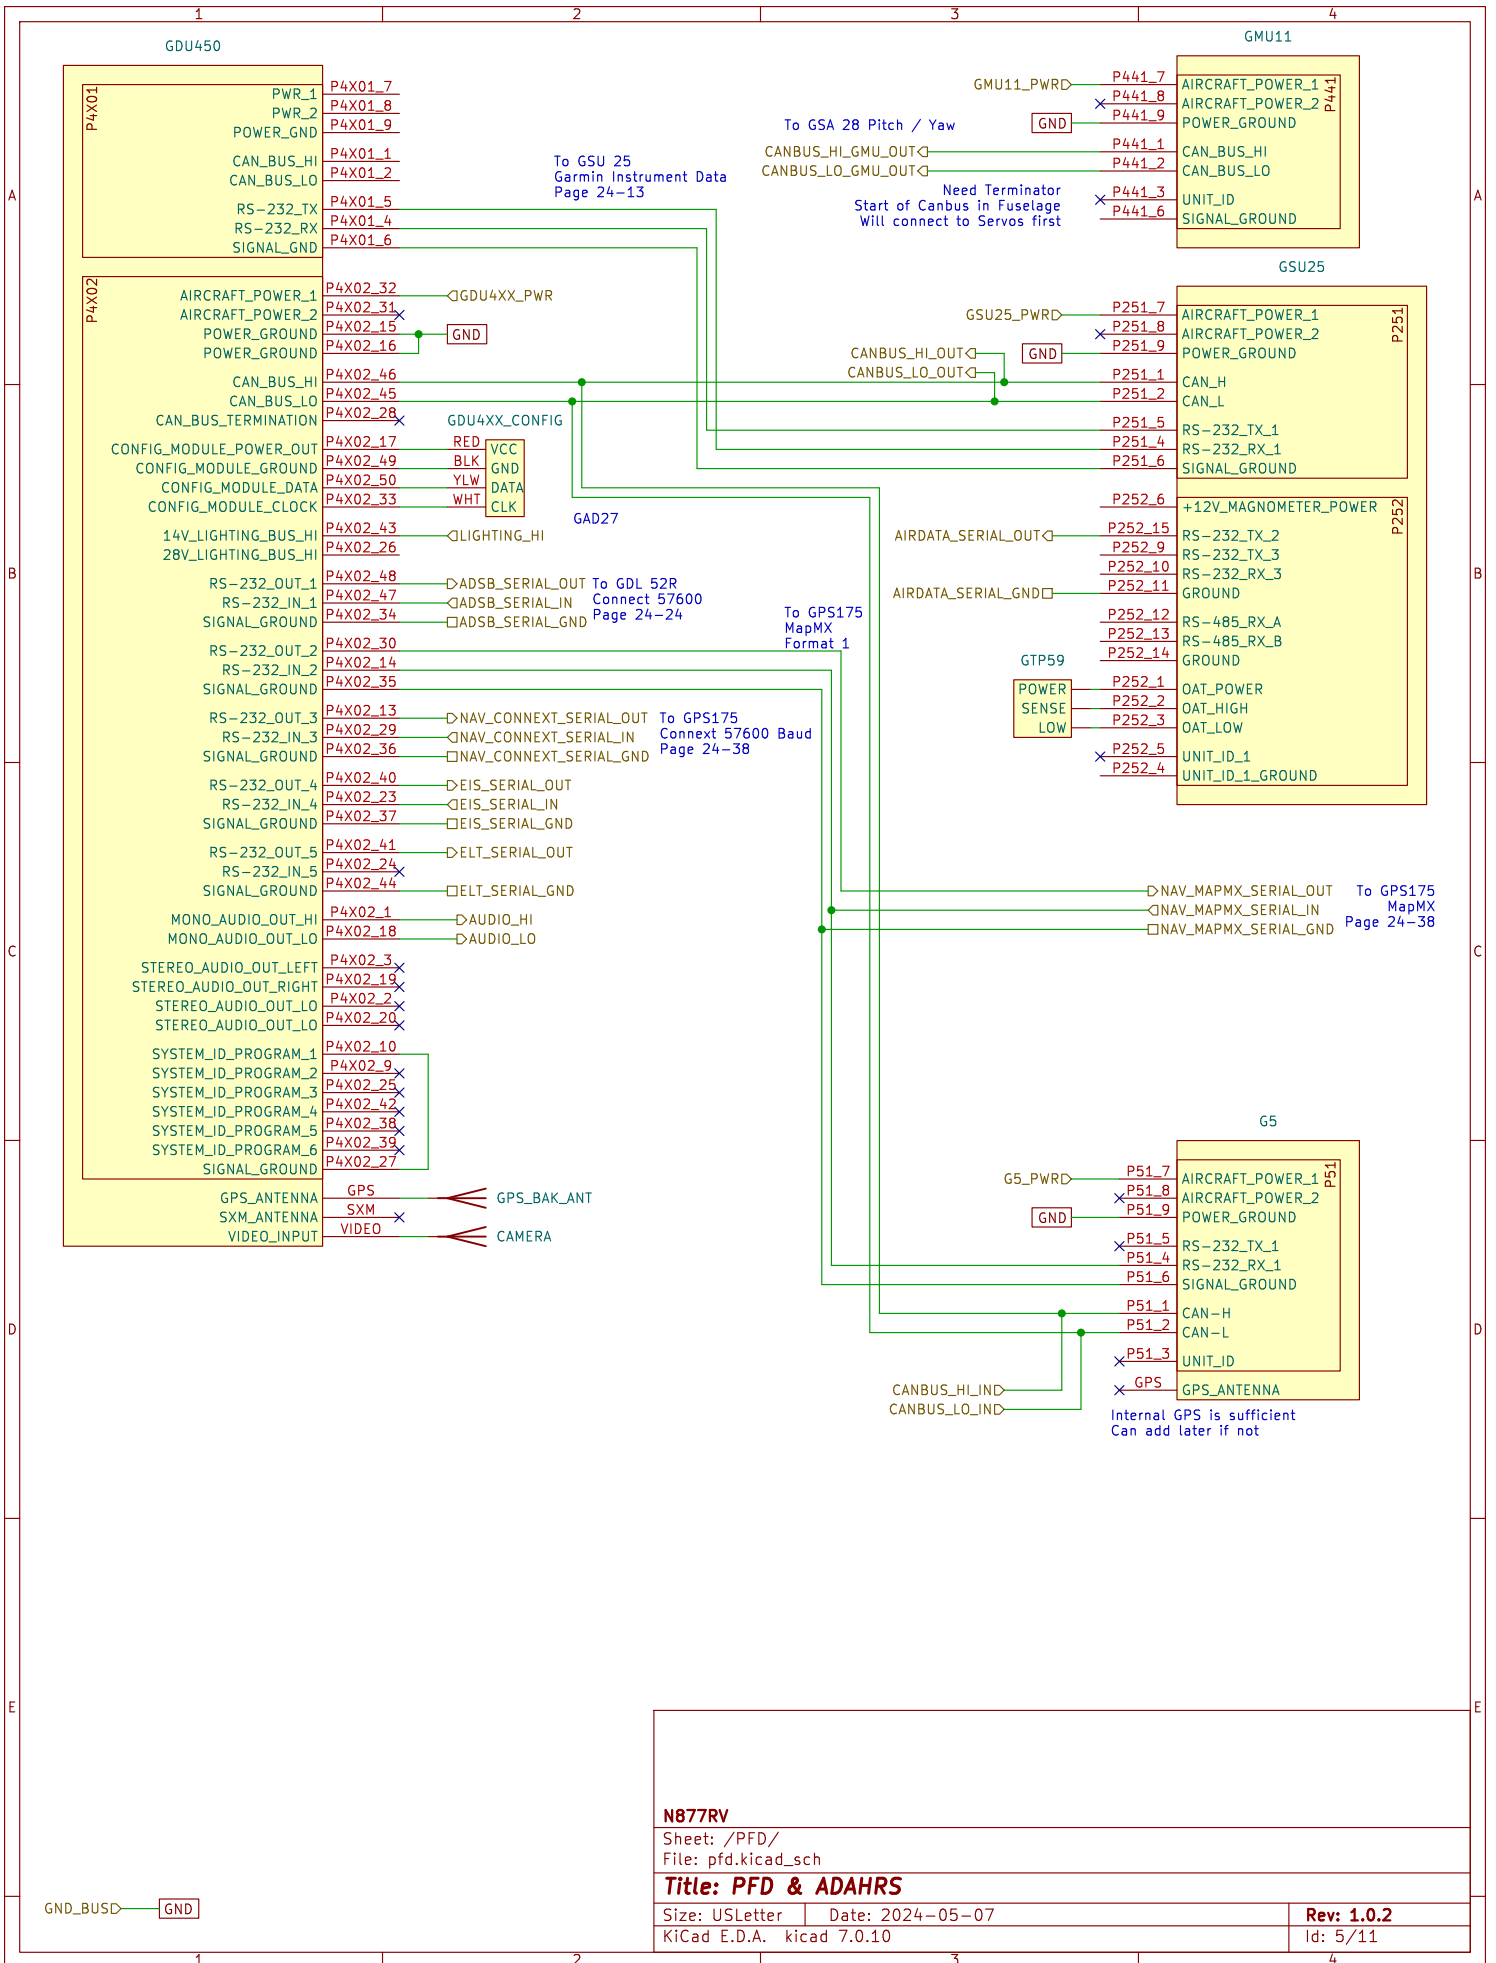 1
2
3
4
A
B
C
D
E
GDU450
P4X01
PWR_1
P4X01_7
PWR_2
P4X01_8
POWER_GND
P4X01_9
CAN_BUS_HI
P4X01_1
CAN_BUS_LO
P4X01_2
RS-232_TX
P4X01_5
RS-232_RX
P4X01_4
SIGNAL_GND
P4X01_6
P4X02
AIRCRAFT_POWER_1
P4X02_32
GDU4XX_PWR
AIRCRAFT_POWER_2
P4X02_31
POWER_GROUND
P4X02_15
GND
POWER_GROUND
P4X02_16
CAN_BUS_HI
P4X02_46
CAN_BUS_LO
P4X02_45
CAN_BUS_TERMINATION
P4X02_28
GDU4XX_CONFIG
CONFIG_MODULE_POWER_OUT
P4X02_17
RED
VCC
CONFIG_MODULE_GROUND
P4X02_49
BLK
GND
CONFIG_MODULE_DATA
P4X02_50
YLW
DATA
CONFIG_MODULE_CLOCK
P4X02_33
WHT
CLK
GAD27
14V_LIGHTING_BUS_HI
P4X02_43
LIGHTING_HI
28V_LIGHTING_BUS_HI
P4X02_26
RS-232_OUT_1
P4X02_48
ADSB_SERIAL_OUT
RS-232_IN_1
P4X02_47
ADSB_SERIAL_IN
SIGNAL_GROUND
P4X02_34
ADSB_SERIAL_GND
To GDL 52R
Connect 57600
Page 24-24
RS-232_OUT_2
P4X02_30
RS-232_IN_2
P4X02_14
SIGNAL_GROUND
P4X02_35
To GPS175
MapMX
Format 1
RS-232_OUT_3
P4X02_13
NAV_CONNEXT_SERIAL_OUT
RS-232_IN_3
P4X02_29
NAV_CONNEXT_SERIAL_IN
SIGNAL_GROUND
P4X02_36
NAV_CONNEXT_SERIAL_GND
To GPS175
Connext 57600 Baud
Page 24-38
RS-232_OUT_4
P4X02_40
EIS_SERIAL_OUT
RS-232_IN_4
P4X02_23
EIS_SERIAL_IN
SIGNAL_GROUND
P4X02_37
EIS_SERIAL_GND
RS-232_OUT_5
P4X02_41
ELT_SERIAL_OUT
RS-232_IN_5
P4X02_24
SIGNAL_GROUND
P4X02_44
ELT_SERIAL_GND
MONO_AUDIO_OUT_HI
P4X02_1
AUDIO_HI
MONO_AUDIO_OUT_LO
P4X02_18
AUDIO_LO
STEREO_AUDIO_OUT_LEFT
P4X02_3
STEREO_AUDIO_OUT_RIGHT
P4X02_19
STEREO_AUDIO_OUT_LO
P4X02_2
STEREO_AUDIO_OUT_LO
P4X02_20
SYSTEM_ID_PROGRAM_1
P4X02_10
SYSTEM_ID_PROGRAM_2
P4X02_9
SYSTEM_ID_PROGRAM_3
P4X02_25
SYSTEM_ID_PROGRAM_4
P4X02_42
SYSTEM_ID_PROGRAM_5
P4X02_38
SYSTEM_ID_PROGRAM_6
P4X02_39
SIGNAL_GROUND
P4X02_27
GPS_ANTENNA
GPS
GPS_BAK_ANT
SXM_ANTENNA
SXM
VIDEO_INPUT
VIDEO
CAMERA
To GSU 25
Garmin Instrument Data
Page 24-13
GMU11
P441
GMU11_PWR
P441_7
AIRCRAFT_POWER_1
P441_8
AIRCRAFT_POWER_2
GND
P441_9
POWER_GROUND
To GSA 28 Pitch / Yaw
CANBUS_HI_GMU_OUT
P441_1
CAN_BUS_HI
CANBUS_LO_GMU_OUT
P441_2
CAN_BUS_LO
Need Terminator
Start of Canbus in Fuselage
Will connect to Servos first
P441_3
UNIT_ID
P441_6
SIGNAL_GROUND
GSU25
P251
GSU25_PWR
P251_7
AIRCRAFT_POWER_1
P251_8
AIRCRAFT_POWER_2
GND
P251_9
POWER_GROUND
CANBUS_HI_OUT
CANBUS_LO_OUT
P251_1
CAN_H
P251_2
CAN_L
P251_5
RS-232_TX_1
P251_4
RS-232_RX_1
P251_6
SIGNAL_GROUND
P252
P252_6
+12V_MAGNOMETER_POWER
AIRDATA_SERIAL_OUT
P252_15
RS-232_TX_2
P252_9
RS-232_TX_3
P252_10
RS-232_RX_3
AIRDATA_SERIAL_GND
P252_11
GROUND
P252_12
RS-485_RX_A
P252_13
RS-485_RX_B
P252_14
GROUND
GTP59
POWER
P252_1
OAT_POWER
SENSE
P252_2
OAT_HIGH
LOW
P252_3
OAT_LOW
P252_5
UNIT_ID_1
P252_4
UNIT_ID_1_GROUND
NAV_MAPMX_SERIAL_OUT
NAV_MAPMX_SERIAL_IN
NAV_MAPMX_SERIAL_GND
To GPS175
MapMX
Page 24-38
G5
P51
G5_PWR
P51_7
AIRCRAFT_POWER_1
P51_8
AIRCRAFT_POWER_2
GND
P51_9
POWER_GROUND
P51_5
RS-232_TX_1
P51_4
RS-232_RX_1
P51_6
SIGNAL_GROUND
P51_1
CAN-H
P51_2
CAN-L
P51_3
UNIT_ID
GPS
GPS_ANTENNA
CANBUS_HI_IN
CANBUS_LO_IN
Internal GPS is sufficient
Can add later if not
GND_BUS
GND
N877RV
Sheet: /PFD/
File: pfd.kicad_sch
Title: PFD & ADAHRS
Size: USLetter
Date: 2024-05-07
Rev: 1.0.2
KiCad E.D.A. kicad 7.0.10
Id: 5/11
A
B
C
D
E
1
2
3
4